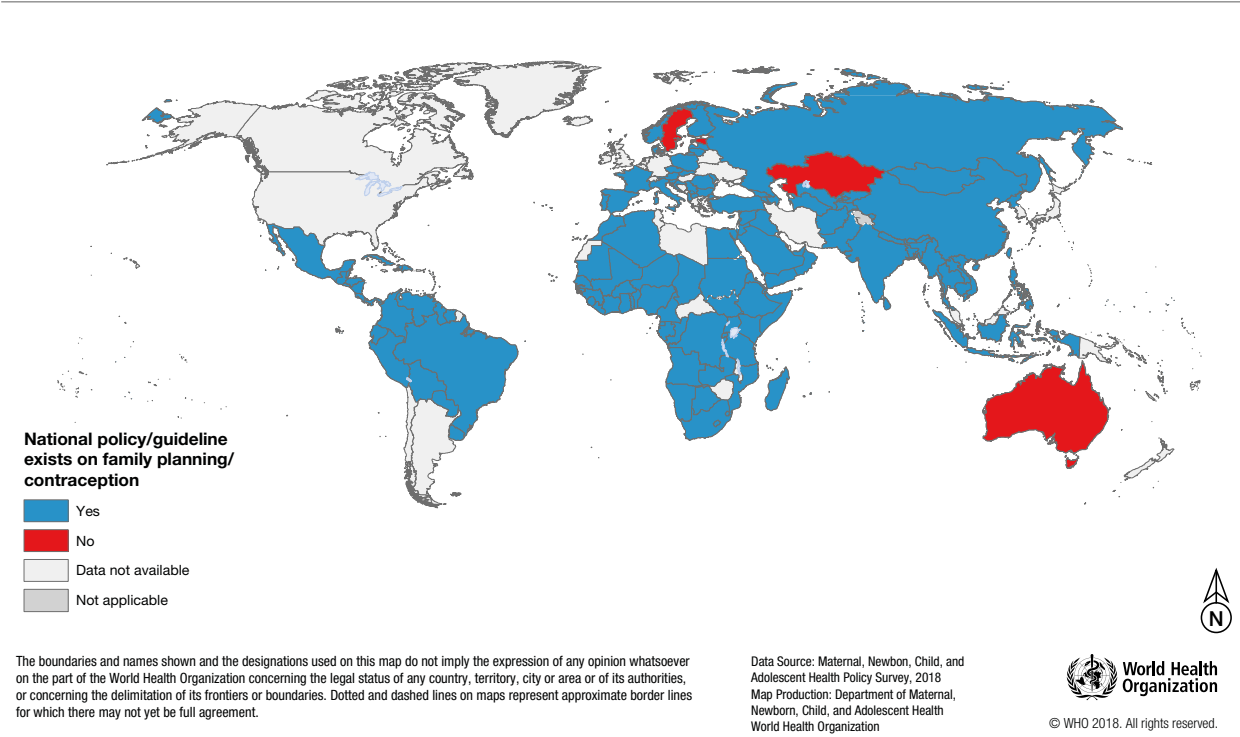 National policy/guideline
exists on family planning/
contraception
Yes
No
Data not available
Not applicable
N
The boundaries and names shown and the designations used on this map do not imply the expression of any opinion whatsoever
on the part of the World Health Organization concerning the legal status of any country, territory, city or area or of its authorities,
or concerning the delimitation of its frontiers or boundaries. Dotted and dashed lines on maps represent approximate border lines
for which there may not yet be full agreement.
Data Source: Maternal, Newbon, Child, and
Adolescent Health Policy Survey, 2018
Map Production: Department of Maternal,
Newborn, Child, and Adolescent Health
World Health Organization
World Health
Organization
© WHO 2018. All rights reserved.